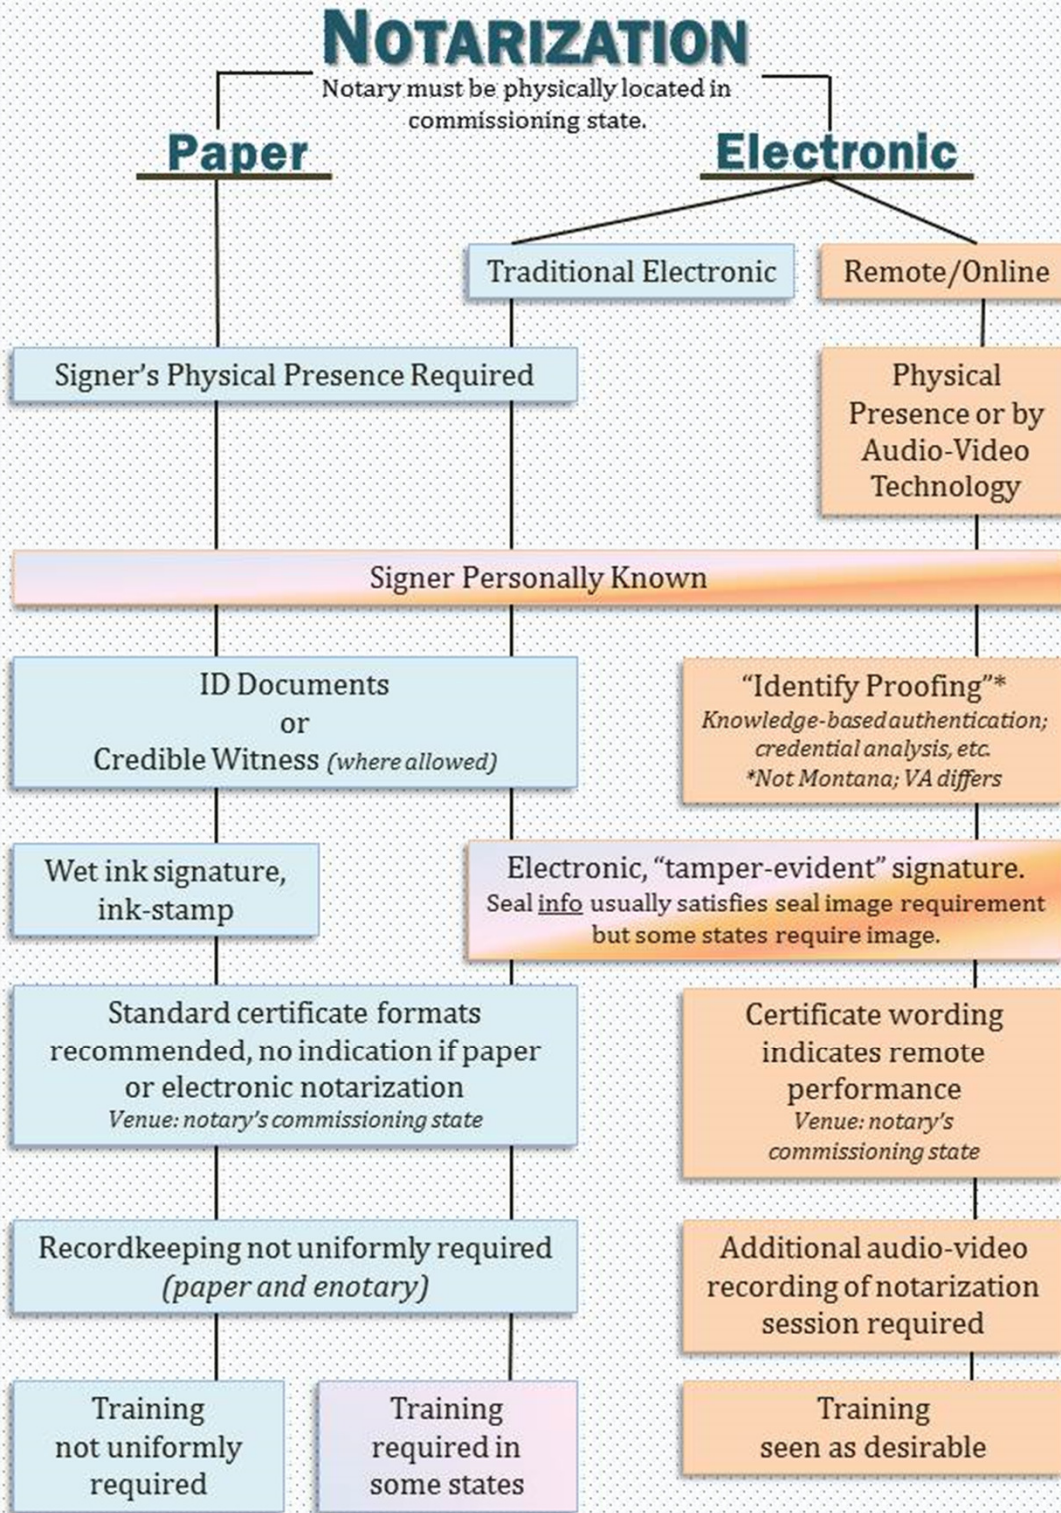 NOTARIZATION
Notary must be physically located in
commissioning state.
Paper
Electronic
Traditional Electronic
Remote/Online
Signer's Physical Presence Required
Physical
Presence or by
Audio-Video
Technology
Signer Personally Known
ID Documents
or
Credible Witness (where allowed)
"Identify Proofing"*
Knowledge-based authentication;
credential analysis, etc.
*Not Montana; VA differs
Wet ink signature,
ink-stamp
Electronic, "tamper-evident" signature.
Seal info usually satisfies seal image requirement
but some states require image.
Standard certificate formats
recommended, no indication if paper
or electronic notarization
Venue: notary's commissioning state
Certificate wording
indicates remote
performance
Venue: notary's
commissioning state
Recordkeeping not uniformly required
(paper and enotary)
Additional audio-video
recording of notarization
session required
Training
not uniformly
required
Training
required in
some states
Training
seen as desirable